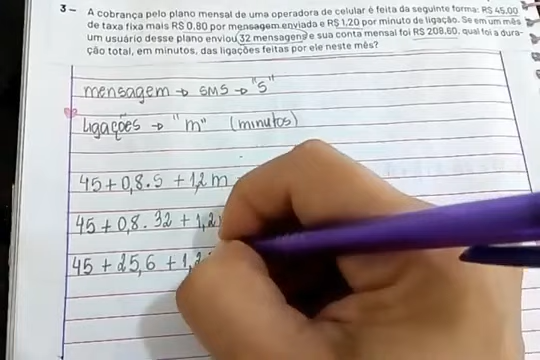 3 - A cobrança pelo plano mensal de uma operadora de celular é feita da seguinte forma: R$ 45,00
de taxa fixa mais R$ 0,80 por mensagem enviada e R$ 1,20 por minuto de ligação. Se em um mês
um usuário desse plano enviou 32 mensagens e sua conta mensal foi R$ 208,60, qual foi a dura-
ção total, em minutos, das ligações feitas por ele neste mês?
mensagem → SMS → "S"
Ligações → "m" (minutos)
45 + 0,8 . S + 1,2 m
45 + 0,8 . 32 + 1,2
45 + 25,6 + 1,2